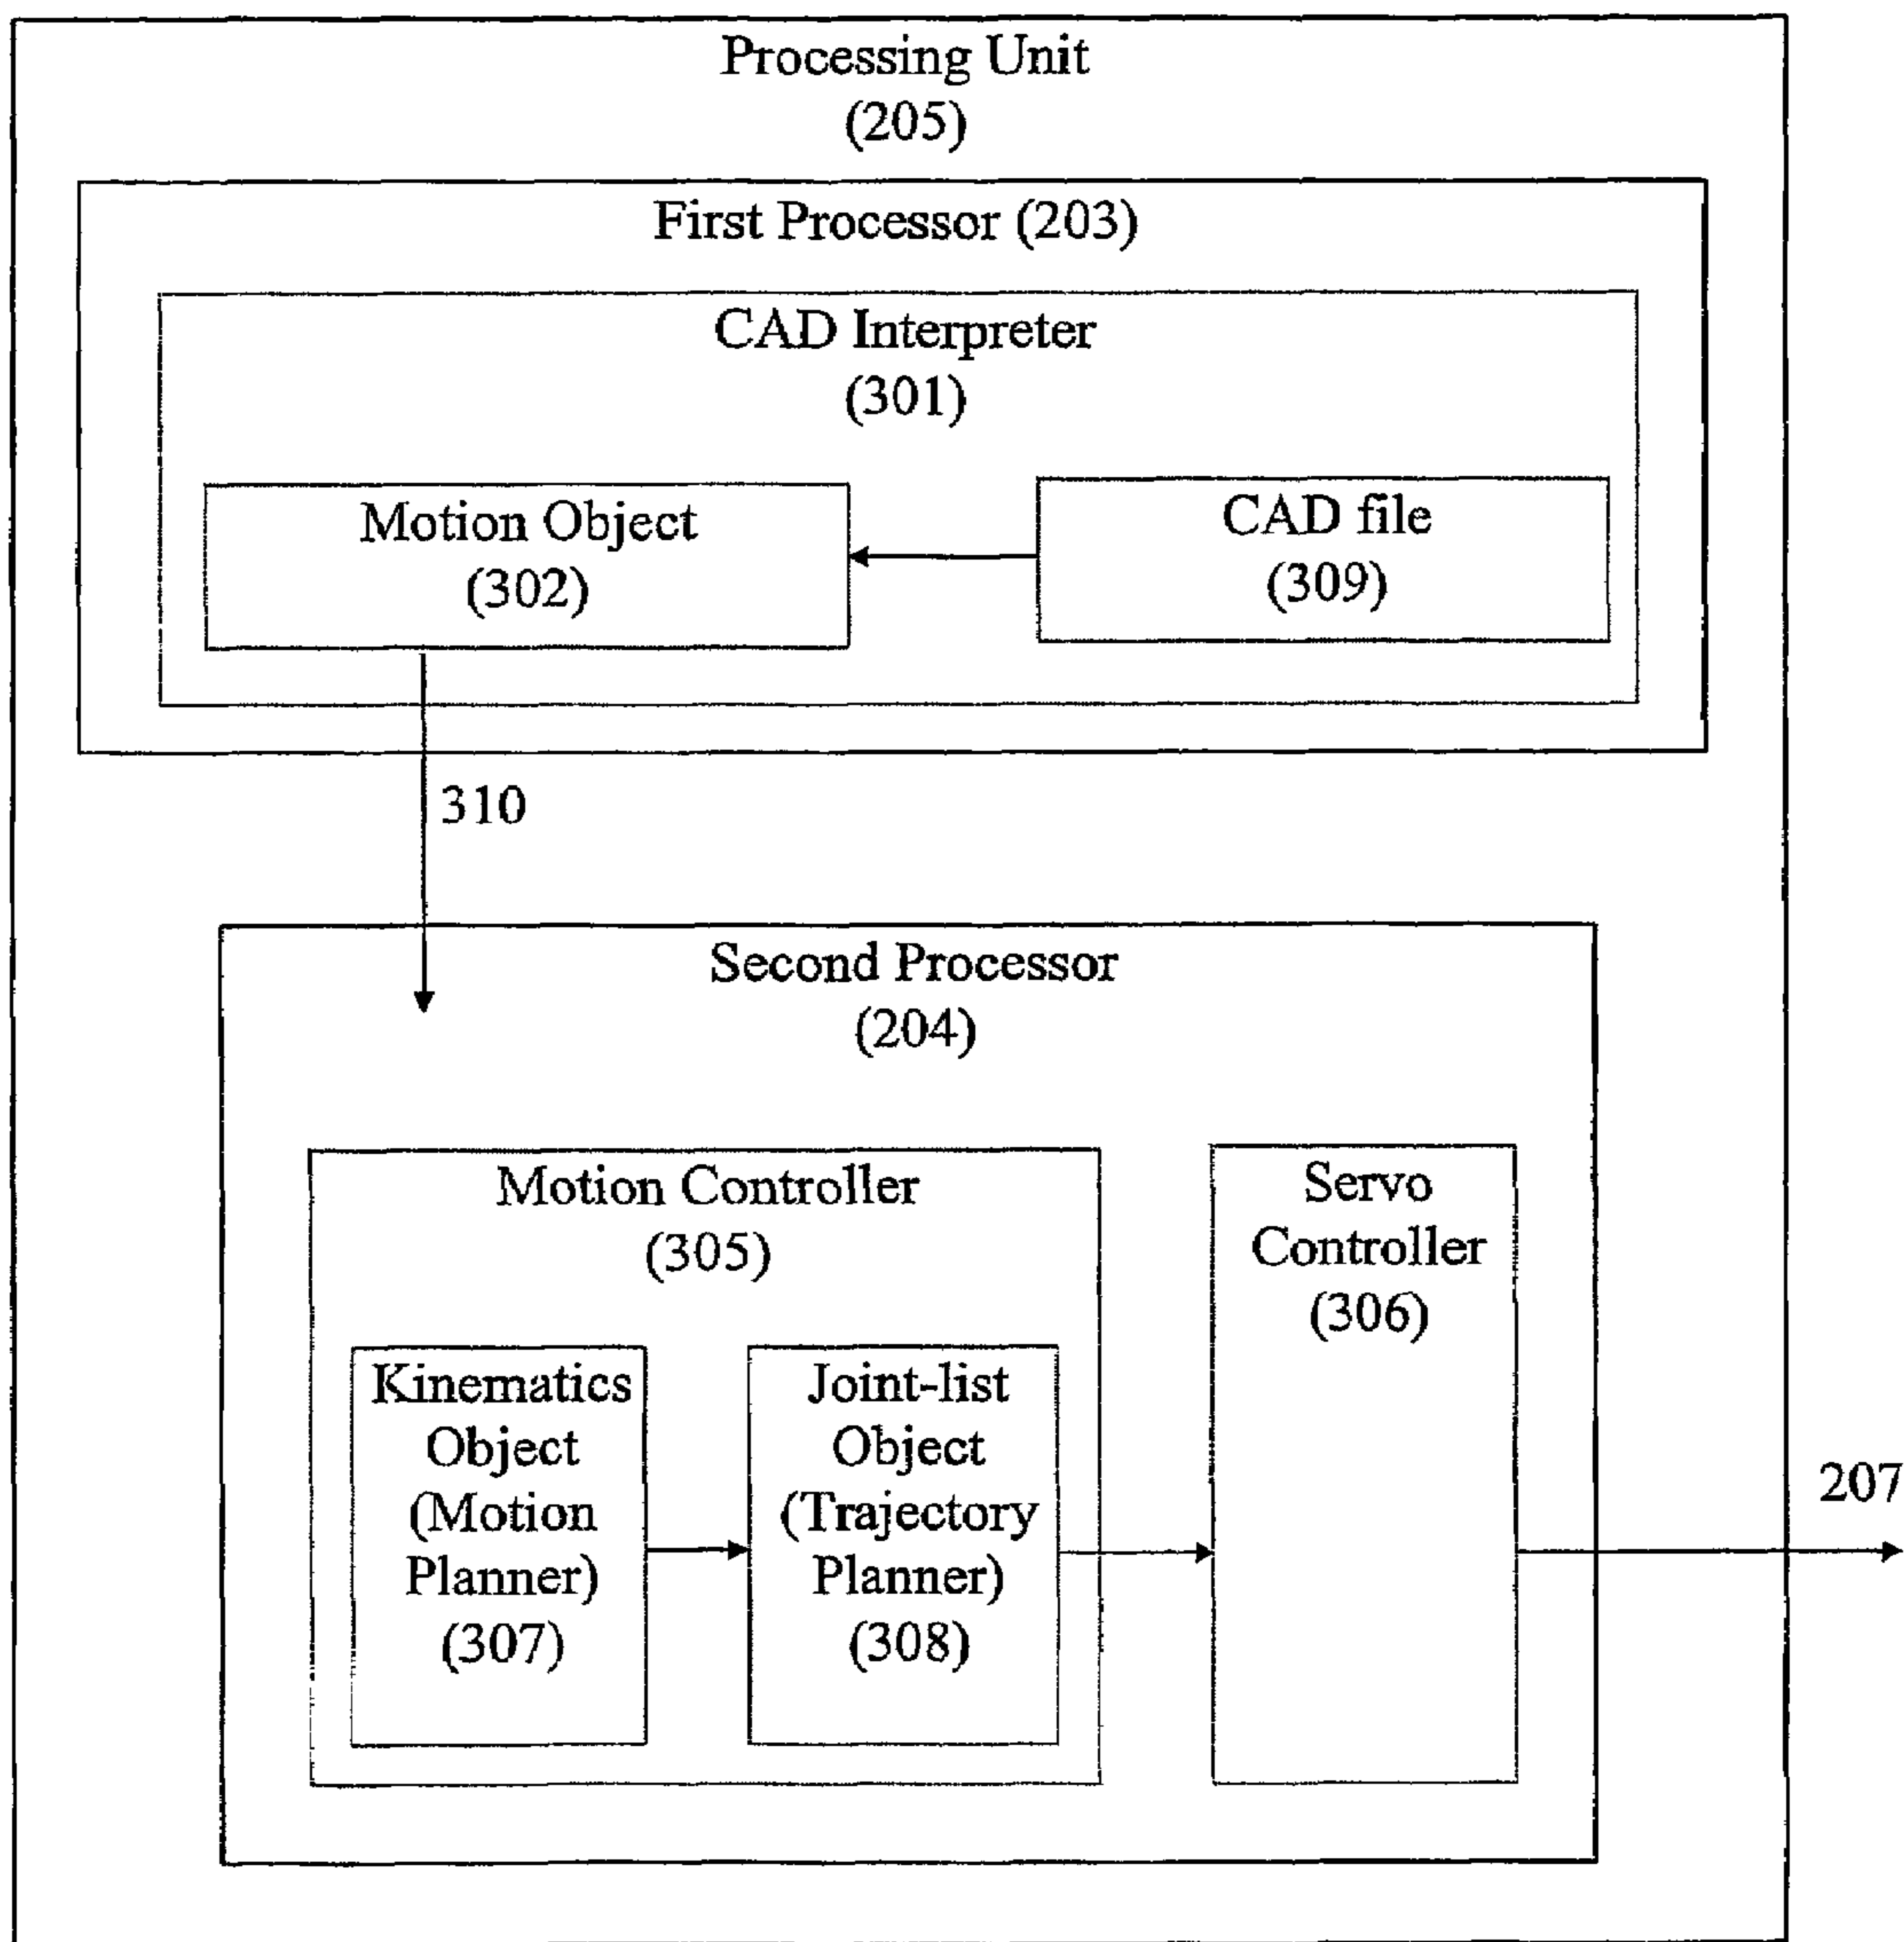 Processing Unit
(205)
First Processor (203)
CAD Interpreter
(301)
Motion Object
(302)
CAD file
(309)
310
Second Processor
(204)
Motion Controller
(305)
Kinematics
Object
(Motion
Planner)
(307)
Joint-list
Object
(Trajectory
Planner)
(308)
Servo
Controller
(306)
207